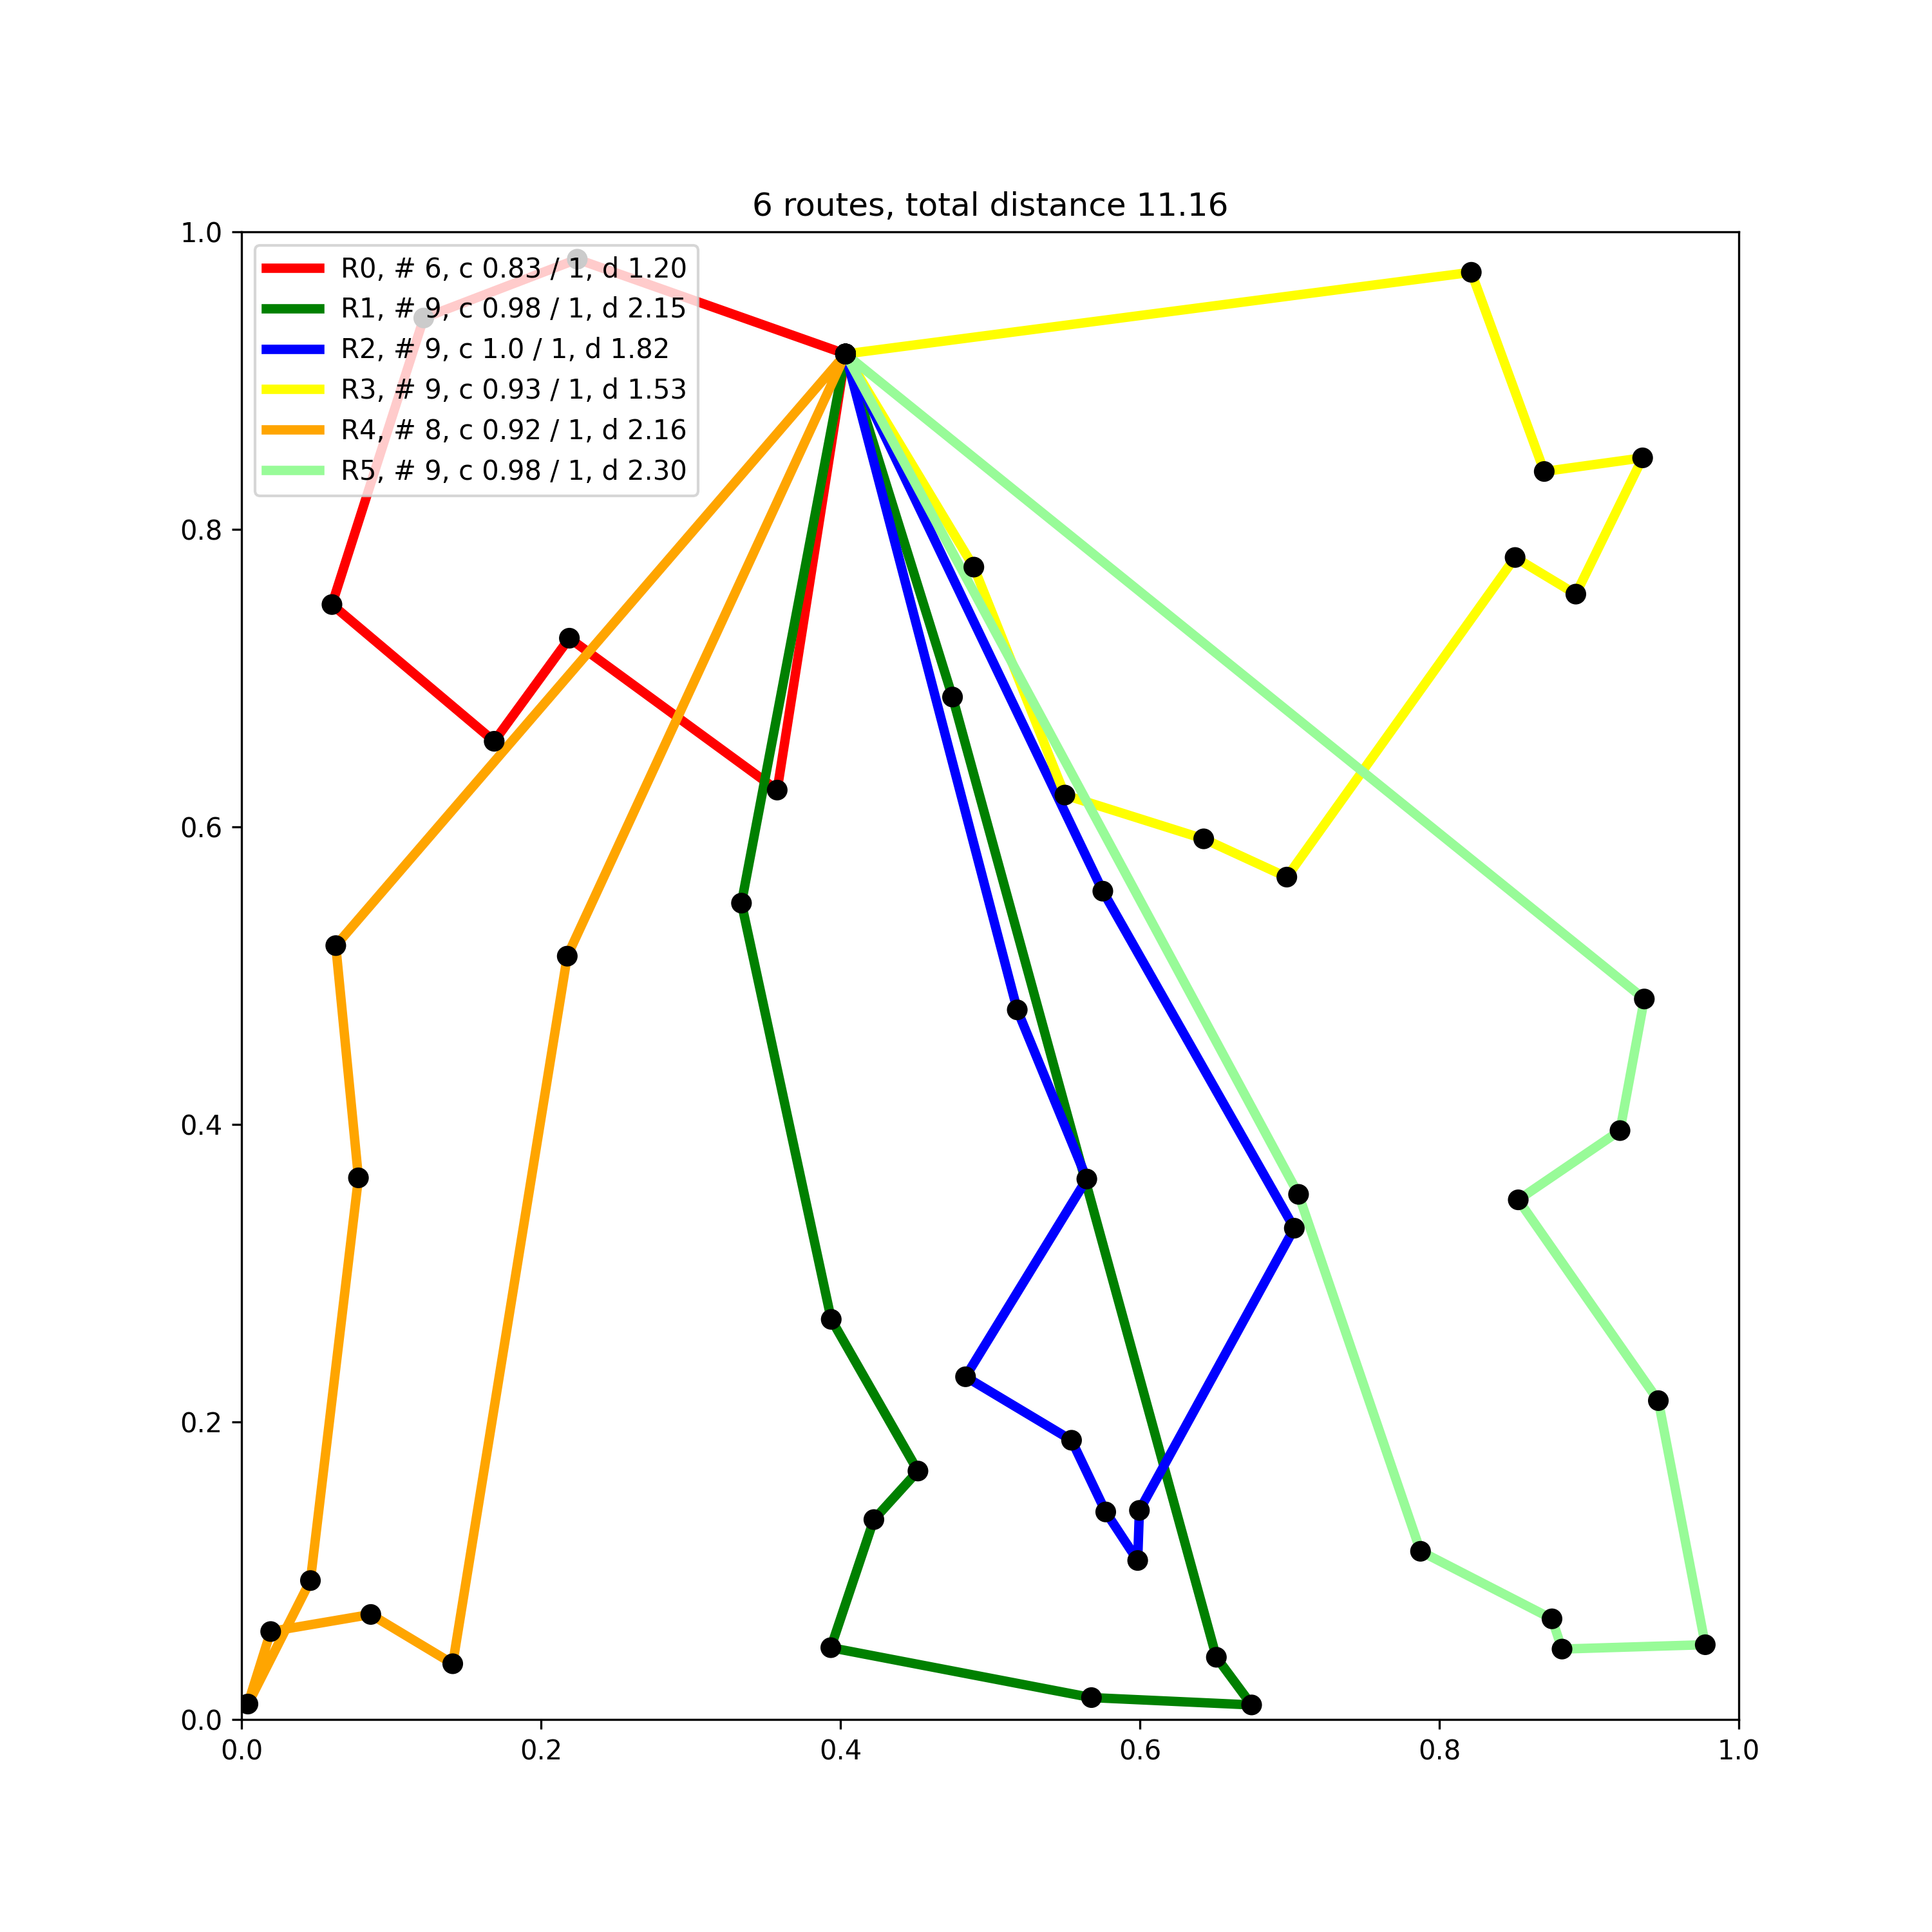 6 routes, total distance 11.16
1.0
R0, # 6, c 0.83 / 1, d 1.20
R1, # 9, c 0.98 / 1, d 2.15
R2, # 9, c 1.0 / 1, d 1.82
R3, # 9, c 0.93 / 1, d 1.53
R4, # 8, c 0.92 / 1, d 2.16
R5, # 9, c 0.98 / 1, d 2.30
0.8
0.6
0.4
0.2
0.0
0.0 0.2 0.4 0.6 0.8 1.0